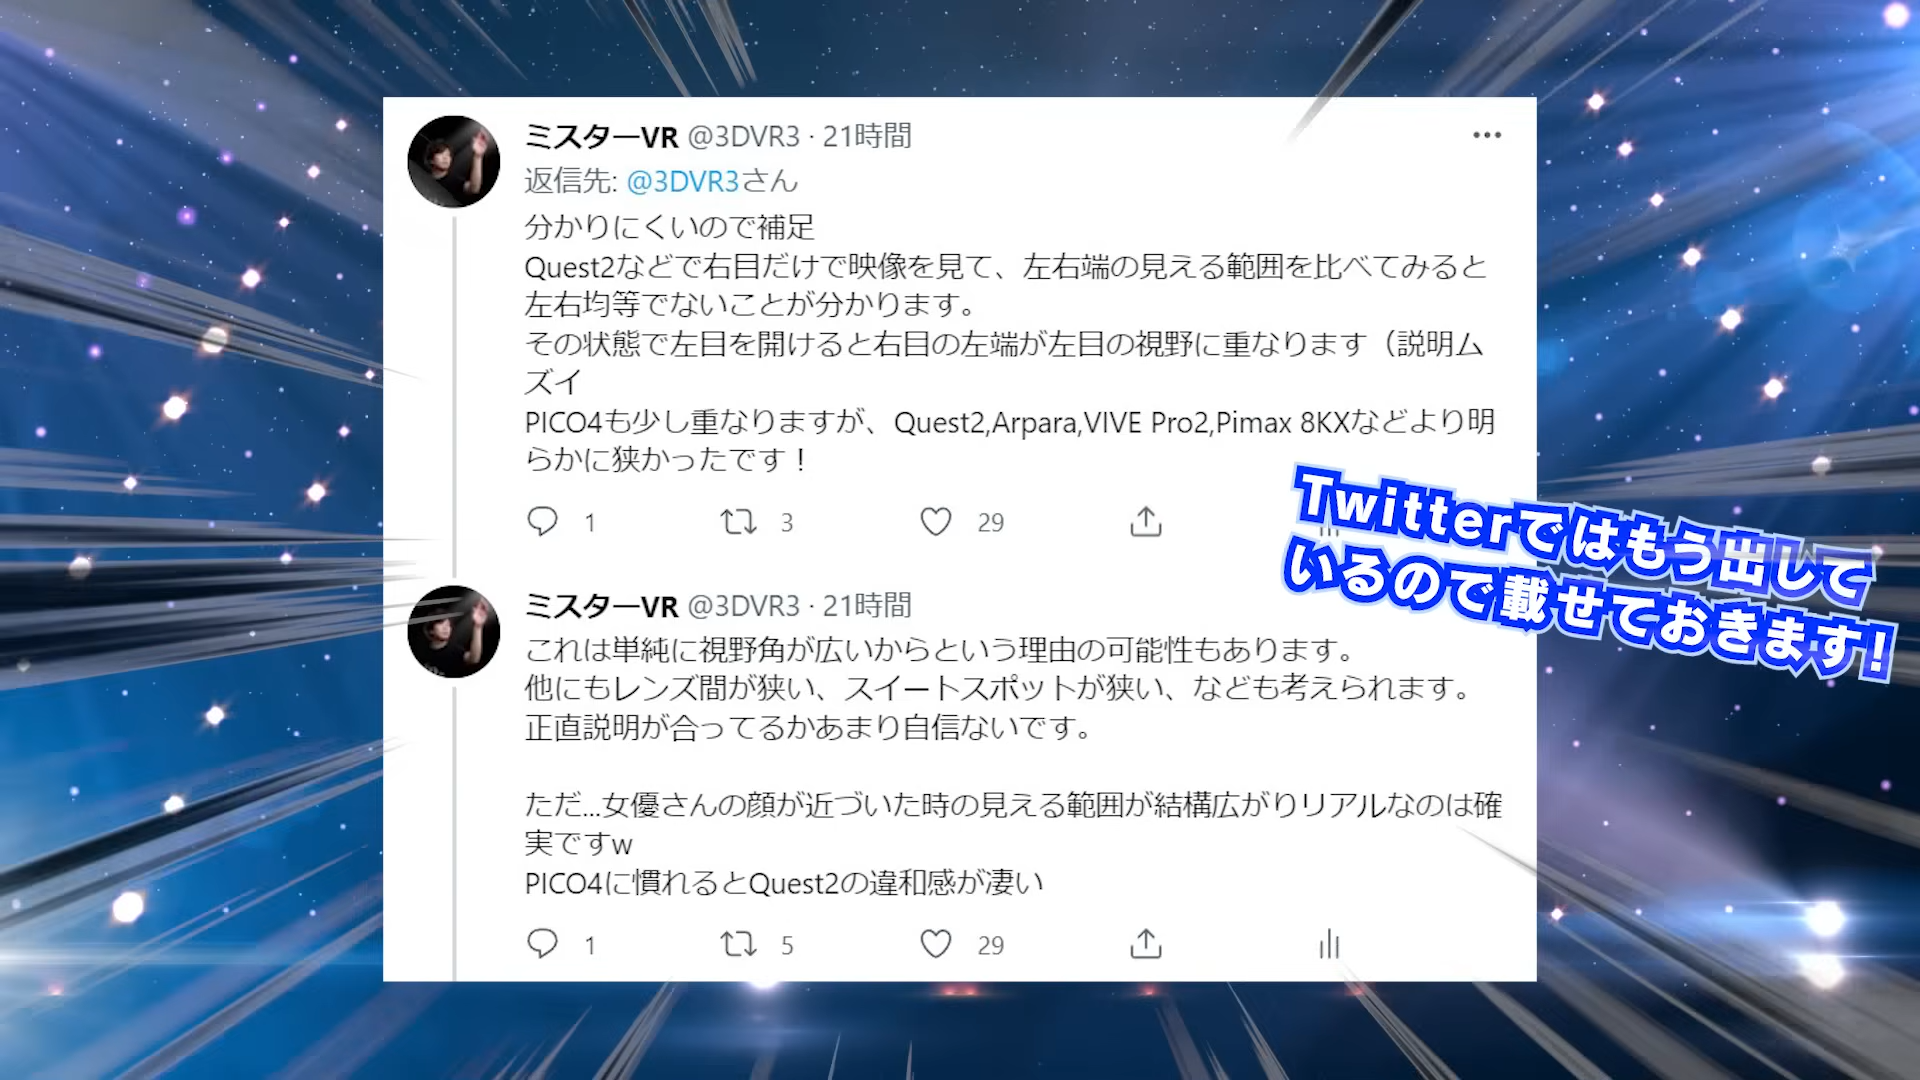 ミスターVR @3DVR3 · 21時間
返信先: @3DVR3さん
分かりにくいので補足
Quest2などで右目だけで映像を見て、左右端の見える範囲を比べてみると
左右均等でないことが分かります。
その状態で左目を開けると右目の左端が左目の視野に重なります（説明ム
ズイ
PICO4も少し重なりますが、Quest2,Arpara,VIVE Pro2,Pimax 8KXなどより明
らかに狭かったです！
1 3 29
Twitterではもう出して
いるので載せておきます!
ミスターVR @3DVR3 · 21時間
これは単純に視野角が広いからという理由の可能性もあります。
他にもレンズ間が狭い、スイートスポットが狭い、なども考えられます。
正直説明が合ってるかあまり自信ないです。
ただ...女優さんの顔が近づいた時の見える範囲が結構広がりリアルなのは確
実ですw
PICO4に慣れるとQuest2の違和感が凄い
1 5 29